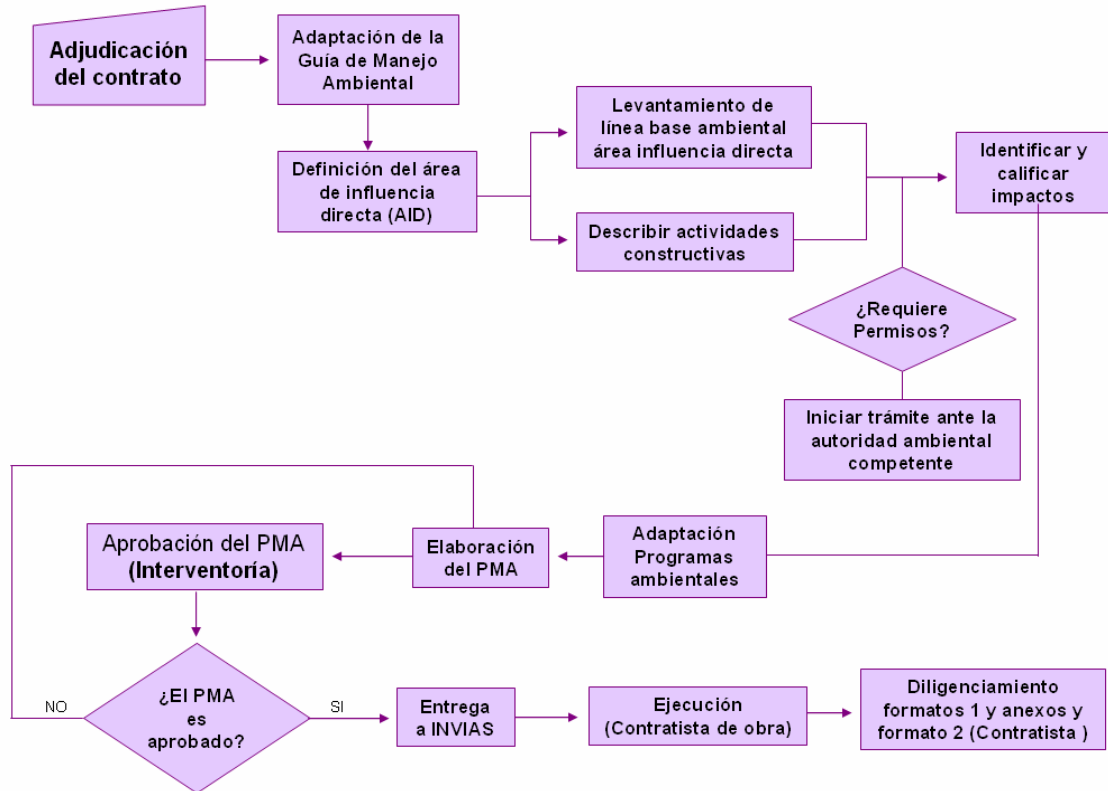 Adjudicación
del contrato
Adaptación de la
Guía de Manejo
Ambiental
Definición del área
de influencia
directa (AID)
Levantamiento de
línea base ambiental
área influencia directa
Describir actividades
constructivas
Identificar y
calificar
impactos
¿Requiere
Permisos?
Iniciar trámite ante la
autoridad ambiental
competente
Adaptación
Programas
ambientales
Elaboración
del PMA
Aprobación del PMA
(Interventoría)
¿El PMA
es
aprobado?
NO
SI
Entrega
a INVIAS
Ejecución
(Contratista de obra)
Diligenciamiento
formatos 1 y anexos y
formato 2 (Contratista )